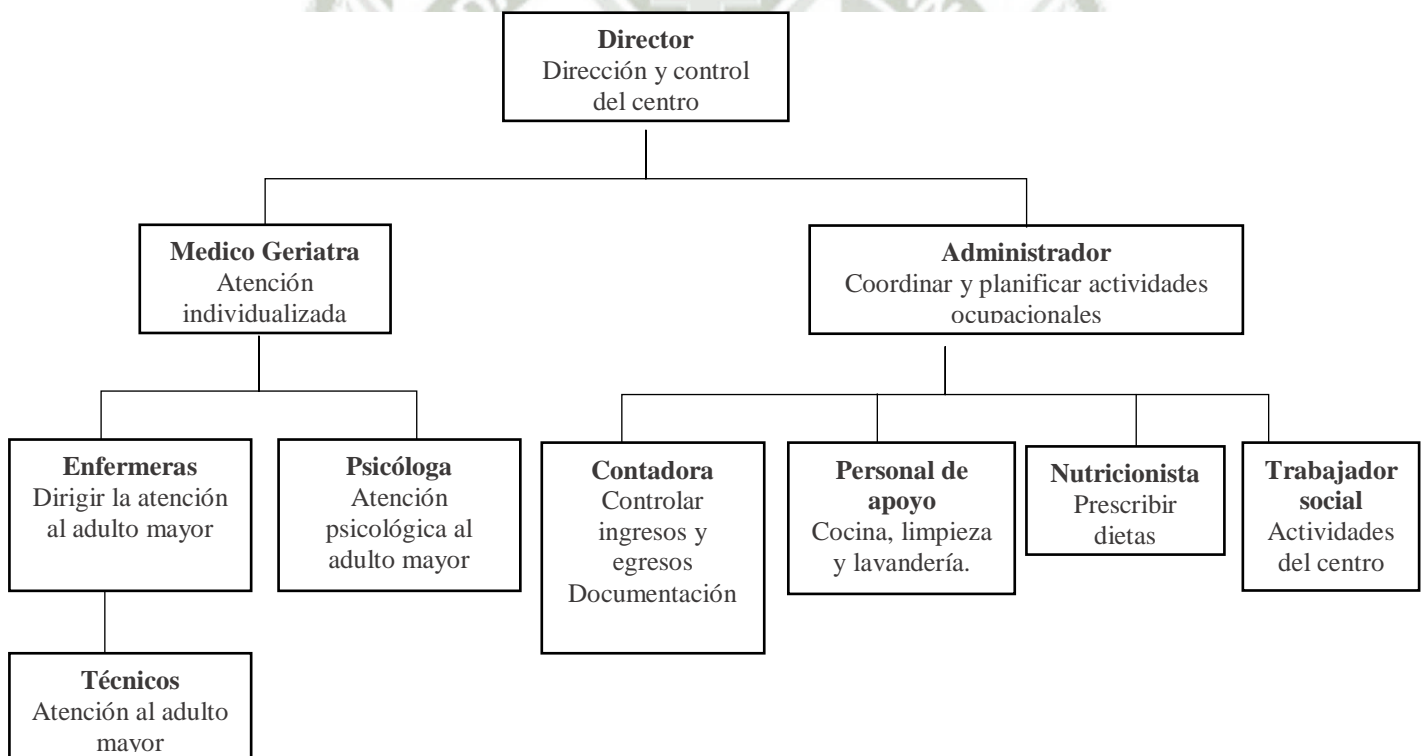 Director
Dirección y control
del centro
Medico Geriatra
Atención
individualizada
Administrador
Coordinar y planificar actividades
ocupacionales
Enfermeras
Dirigir la atención
al adulto mayor
Psicóloga
Atención
psicológica al
adulto mayor
Contadora
Controlar
ingresos y
egresos
Documentación
Personal de
apoyo
Cocina, limpieza
y lavandería.
Nutricionista
Prescribir
dietas
Trabajador
social
Actividades
del centro
Técnicos
Atención al adulto
mayor